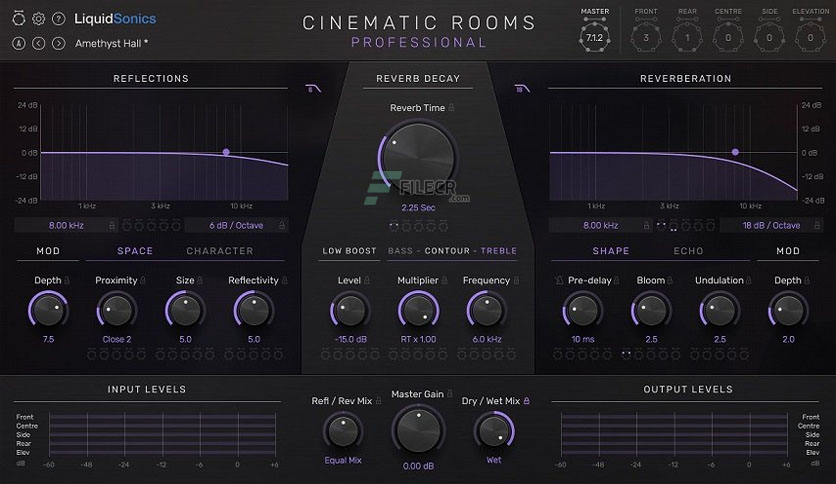 LiquidSonics
Amethyst Hall *
CINEMATIC ROOMS
PROFESSIONAL
MASTER FRONT REAR CENTRE SIDE ELEVATION
7.1.2 3 1 0 0 0
REFLECTIONS
REVERB DECAY
REVERBERATION
6
18
Reverb Time
24 dB
12 dB
0 dB
-12 dB
-24 dB
1 kHz 3 kHz 10 kHz
8.00 kHz 6 dB / Octave
FILECR
.com
2.25 Sec
24 dB
12 dB
0 dB
-12 dB
-24 dB
1 kHz 3 kHz 10 kHz
8.00 kHz 18 dB / Octave
MOD SPACE CHARACTER
LOW BOOST BASS - CONTOUR - TREBLE
SHAPE ECHO MOD
Depth Proximity Size Reflectivity
7.5 Close 2 5.0 5.0
Level Multiplier Frequency
-15.0 dB RT x 1.00 6.0 kHz
Pre-delay Bloom Undulation Depth
10 ms 2.5 2.5 2.0
INPUT LEVELS
Front
Centre
Side
Rear
Elev
dB -60 -48 -24 -12 -6 0 +6
Refl / Rev Mix Master Gain Dry / Wet Mix
Equal Mix 0.00 dB Wet
OUTPUT LEVELS
Front
Centre
Side
Rear
Elev
-60 -48 -24 -12 -6 0 +6 dB